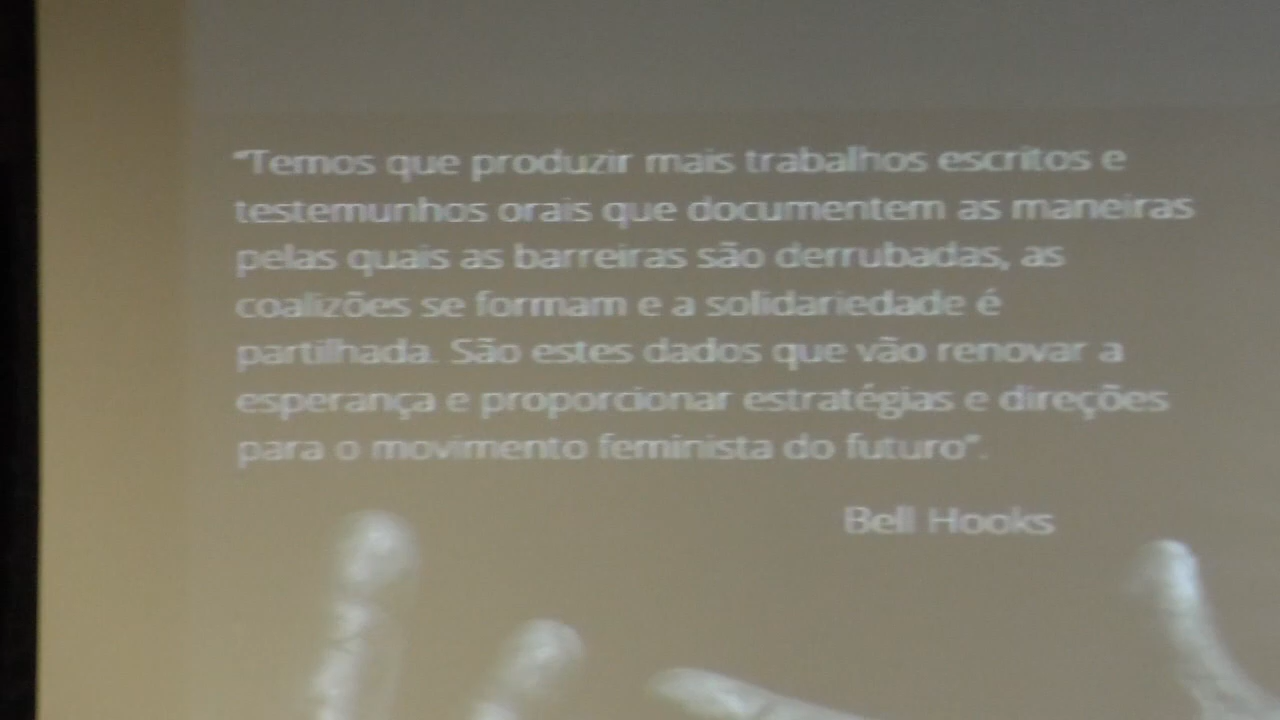 “Temos que produzir mais trabalhos escritos e
testemunhos orais que documentem as maneiras
pelas quais as barreiras são derrubadas, as
coalizões se formam e a solidariedade é
partilhada. São estes dados que vão renovar a
esperança e proporcionar estratégias e direções
para o movimento feminista do futuro”.
Bell Hooks